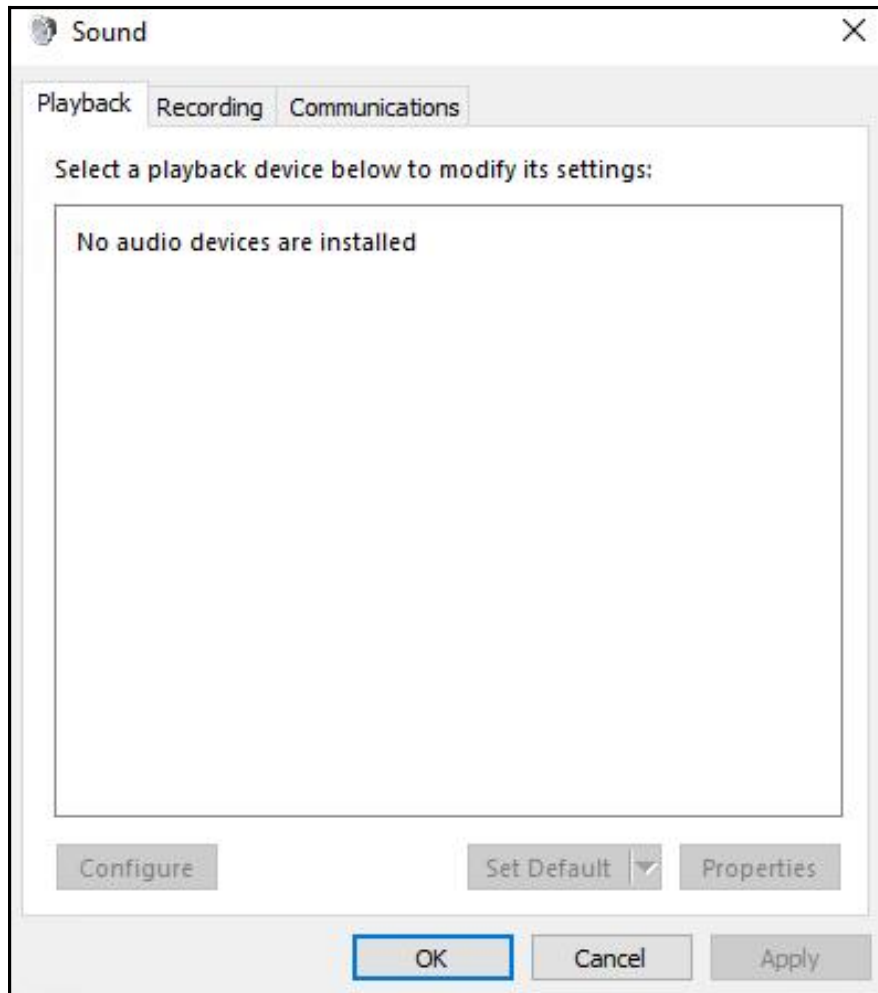 Sound
Playback Recording Communications
Select a playback device below to modify its settings:
No audio devices are installed
Configure Set Default Properties
OK Cancel Apply